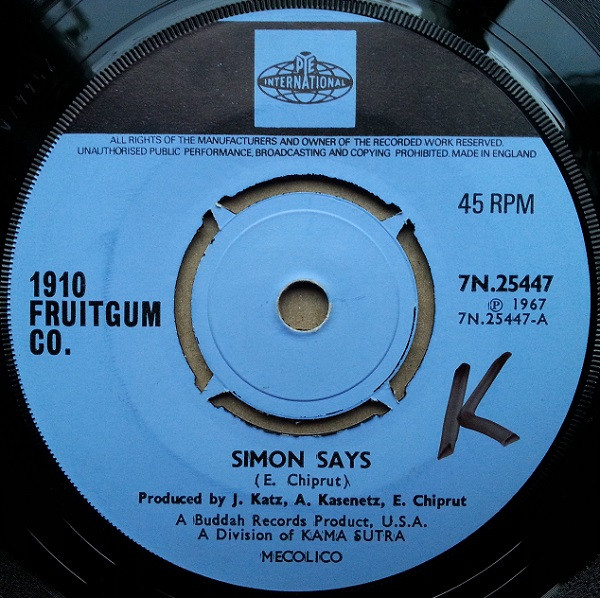 PYE
INTERNATIONAL
ALL RIGHTS OF THE MANUFACTURERS AND OWNER OF THE RECORDED WORK RESERVED.
UNAUTHORISED PUBLIC PERFORMANCE, BROADCASTING AND COPYING PROHIBITED. MADE IN ENGLAND
45 RPM
1910
FRUITGUM
CO.
7N.25447
℗ 1967
7N.25447-A
K
SIMON SAYS
(E. Chiprut)
Produced by J. Katz, A. Kasenetz, E. Chiprut
A Buddah Records Product, U.S.A.
A Division of KAMA SUTRA
MECOLICO